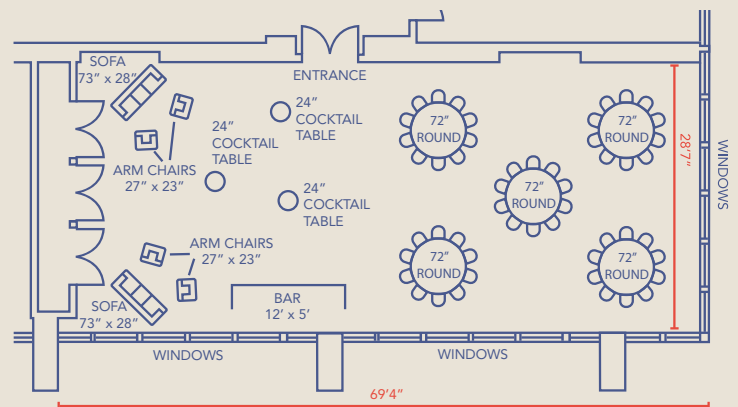 SOFA
73” x 28”
ENTRANCE
24”
COCKTAIL
TABLE
24”
COCKTAIL
TABLE
ARM CHAIRS
27” x 23”
24”
COCKTAIL
TABLE
72”
ROUND
72”
ROUND
72”
ROUND
28’7”
WINDOWS
ARM CHAIRS
27” x 23”
72”
ROUND
72”
ROUND
SOFA
73” x 28”
BAR
12’ x 5’
WINDOWS
WINDOWS
69’4”